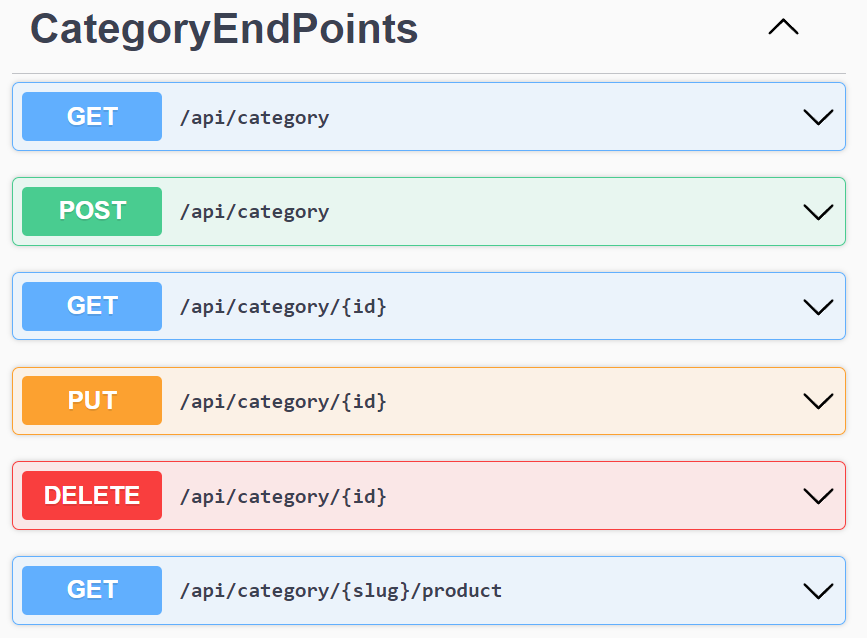 CategoryEndPoints
GET /api/category
POST /api/category
GET /api/category/{id}
PUT /api/category/{id}
DELETE /api/category/{id}
GET /api/category/{slug}/product